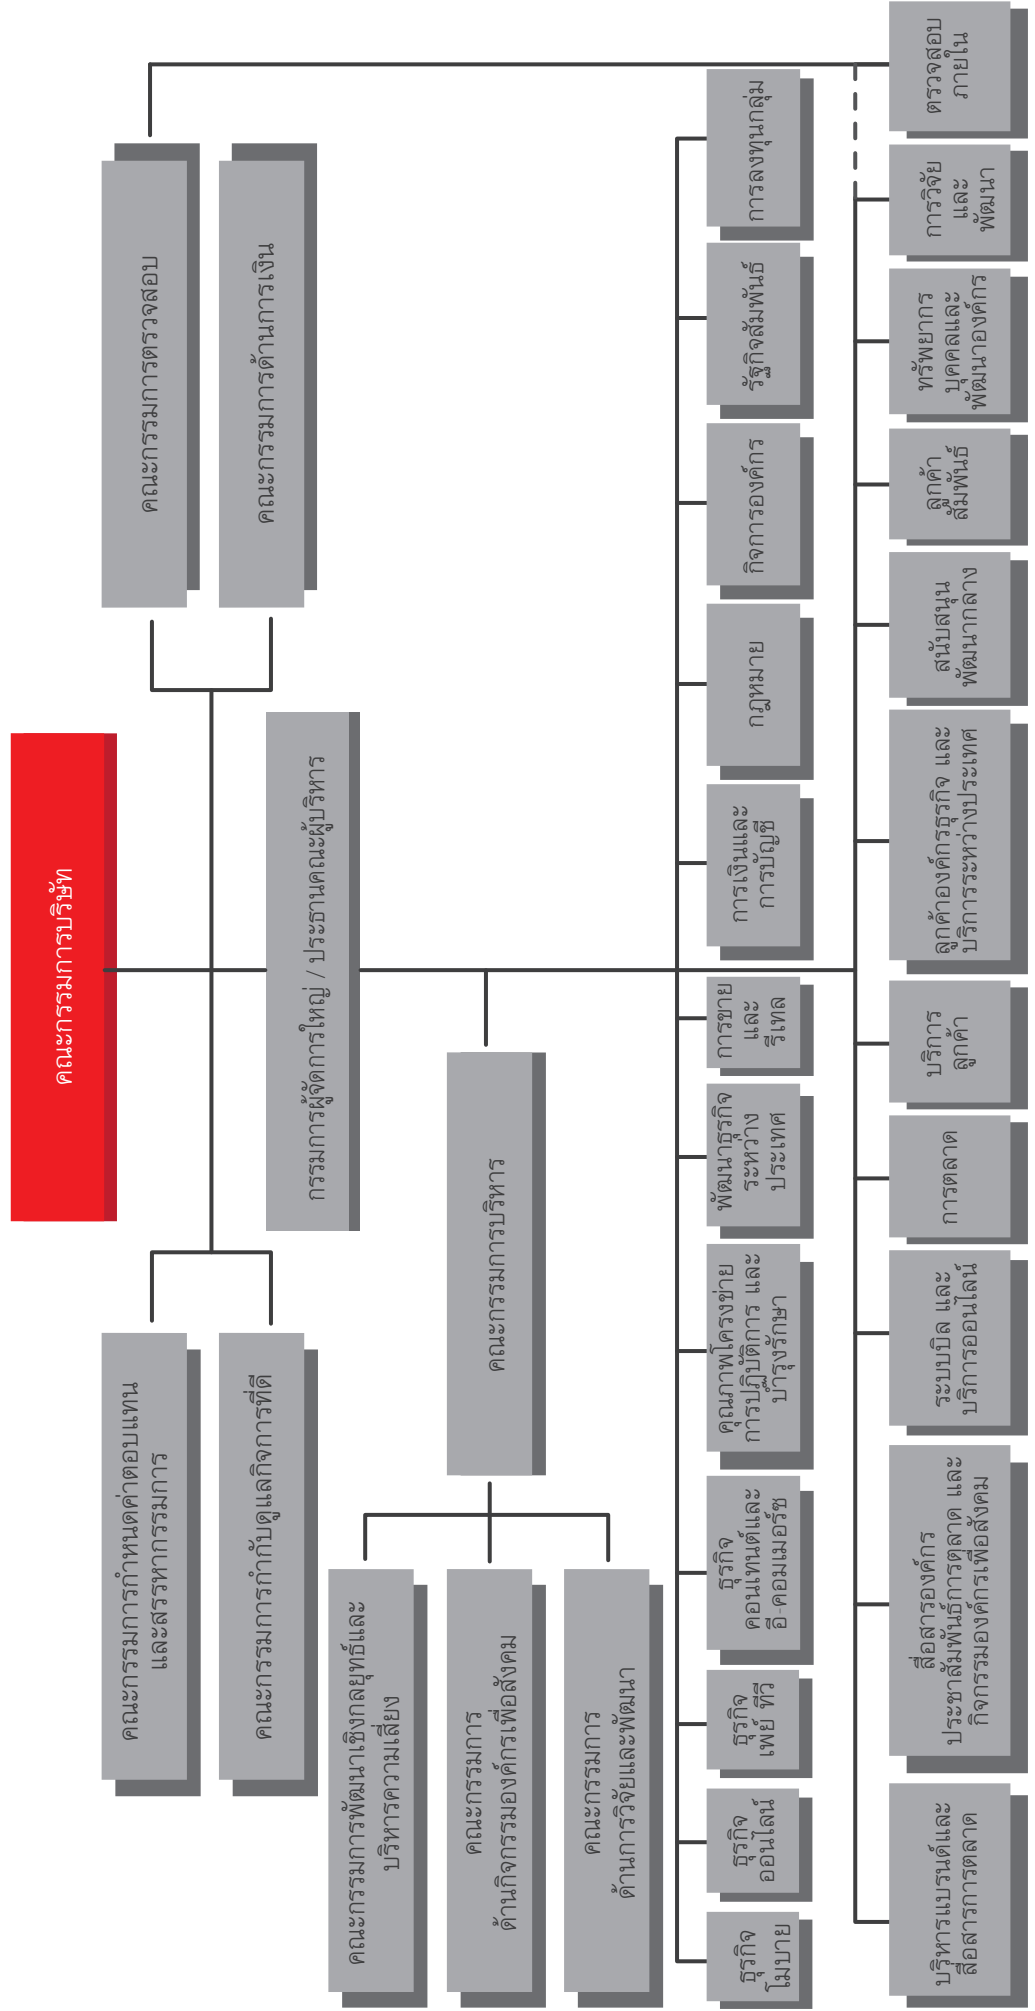 คณะกรรมการบริษัท
คณะกรรมการกำหนดค่าตอบแทน
และสรรหากรรมการ
คณะกรรมการกำกับดูแลกิจการที่ดี
คณะกรรมการตรวจสอบ
คณะกรรมการด้านการเงิน
กรรมการผู้จัดการใหญ่ / ประธานคณะผู้บริหาร
คณะกรรมการบริหาร
คณะกรรมการพัฒนาเชิงกลยุทธ์และ
บริหารความเสี่ยง
คณะกรรมการ
ด้านกิจกรรมองค์กรเพื่อสังคม
คณะกรรมการ
ด้านการวิจัยและพัฒนา
ธุรกิจ
โมบาย
ธุรกิจ
ออนไลน์
ธุรกิจ
เพย์ ทีวี
ธุรกิจ
คอนเทนต์และ
อี-คอมเมอร์ซ
คุณภาพโครงข่าย
การปฏิบัติการ และ
บำรุงรักษา
พัฒนาธุรกิจ
ระหว่าง
ประเทศ
การขาย
และ
รีเทล
การเงินและ
การบัญชี
กฎหมาย
กิจการองค์กร
รัฐกิจสัมพันธ์
การลงทุนกลุ่ม
บริหารแบรนด์และ
สื่อสารการตลาด
สื่อสารองค์กร
ประชาสัมพันธ์การตลาด และ
กิจกรรมองค์กรเพื่อสังคม
ระบบบิล และ
บริการออนไลน์
การตลาด
บริการ
ลูกค้า
ลูกค้าองค์กรธุรกิจ และ
บริการระหว่างประเทศ
สนับสนุน
พัฒนากลาง
ลูกค้า
สัมพันธ์
ทรัพยากร
บุคคลและ
พัฒนาองค์กร
การวิจัย
และ
พัฒนา
ตรวจสอบ
ภายใน